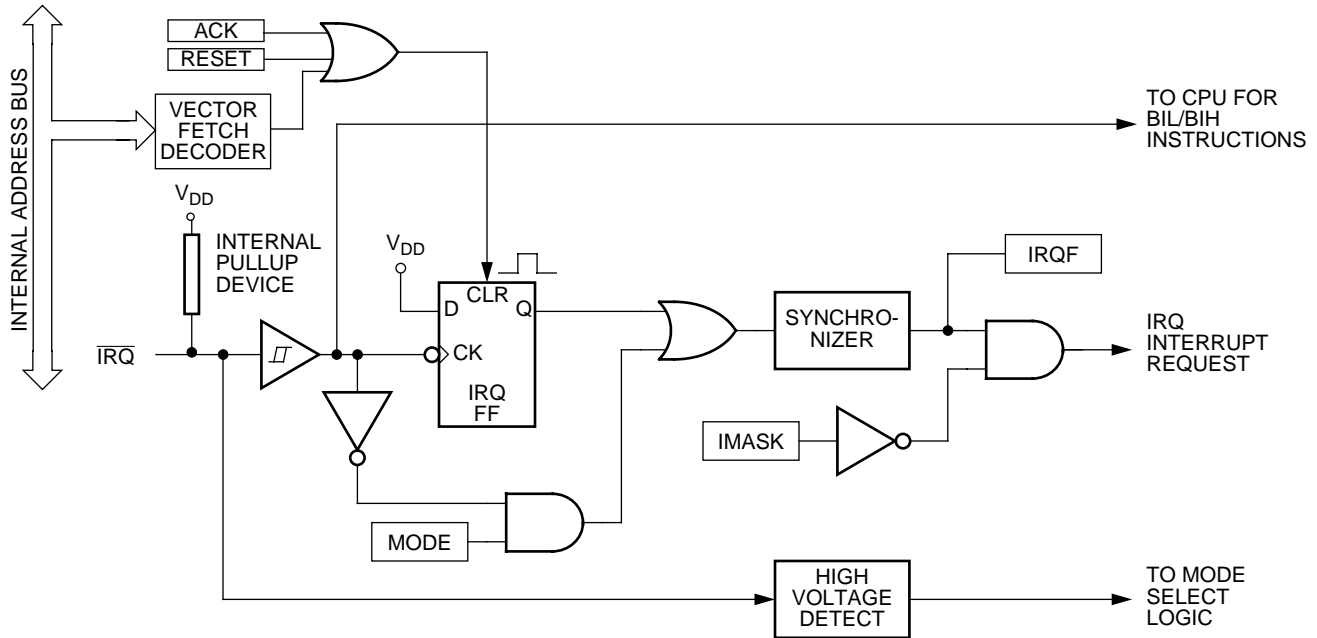 INTERNAL ADDRESS BUS
ACK
RESET
VECTOR
FETCH
DECODER
TO CPU FOR
BIL/BIH
INSTRUCTIONS
VDD
INTERNAL
PULLUP
DEVICE
VDD
CLR
D
Q
CK
IRQ
FF
IRQ
SYNCHRO-
NIZER
IRQF
IRQ
INTERRUPT
REQUEST
IMASK
MODE
HIGH
VOLTAGE
DETECT
TO MODE
SELECT
LOGIC